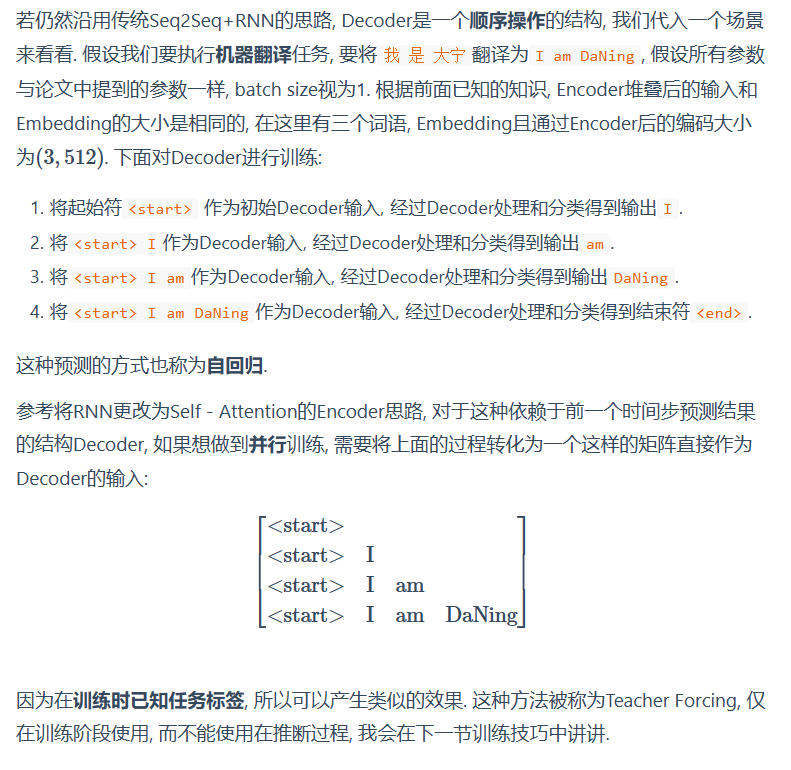 若仍然沿用传统Seq2Seq+RNN的思路, Decoder是一个顺序操作的结构, 我们代入一个场景
来看看. 假设我们要执行机器翻译任务, 要将 我 是 大宁 翻译为 I am DaNing , 假设所有参数
与论文中提到的参数一样, batch size视为1. 根据前面已知的知识, Encoder堆叠后的输入和
Embedding的大小是相同的, 在这里有三个词语, Embedding且通过Encoder后的编码大小
为(3, 512). 下面对Decoder进行训练:
1. 将起始符 <start> 作为初始Decoder输入, 经过Decoder处理和分类得到输出 I .
2. 将 <start> I 作为Decoder输入, 经过Decoder处理和分类得到输出 am .
3. 将 <start> I am 作为Decoder输入, 经过Decoder处理和分类得到输出 DaNing .
4. 将 <start> I am DaNing 作为Decoder输入, 经过Decoder处理和分类得到结束符 <end> .
这种预测的方式也称为自回归.
参考将RNN更改为Self - Attention的Encoder思路, 对于这种依赖于前一个时间步预测结果
的结构Decoder, 如果想做到并行训练, 需要将上面的过程转化为一个这样的矩阵直接作为
Decoder的输入:
<start>
<start> I
<start> I am
<start> I am DaNing
因为在训练时已知任务标签, 所以可以产生类似的效果. 这种方法被称为Teacher Forcing, 仅
在训练阶段使用, 而不能使用在推断过程, 我会在下一节训练技巧中讲讲.